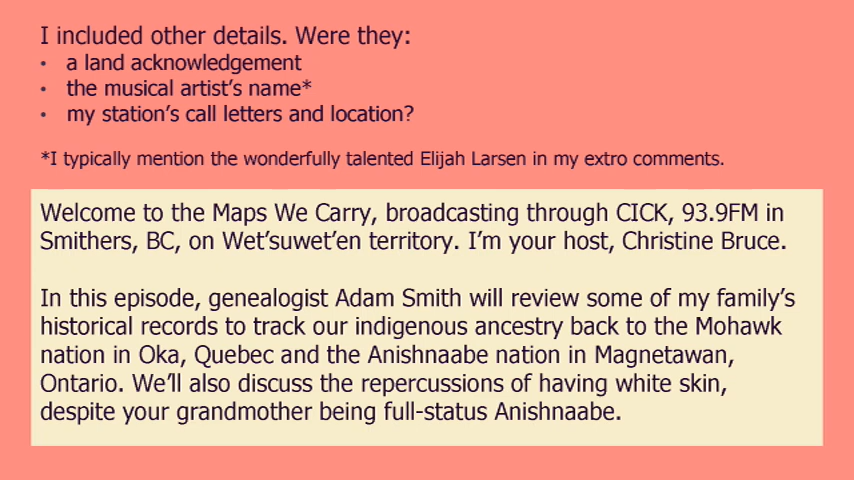 I included other details. Were they:
• a land acknowledgement
• the musical artist's name*
• my station's call letters and location?
*I typically mention the wonderfully talented Elijah Larsen in my extro comments.
Welcome to the Maps We Carry, broadcasting through CICK, 93.9FM in
Smithers, BC, on Wet'suwet'en territory. I'm your host, Christine Bruce.
In this episode, genealogist Adam Smith will review some of my family's
historical records to track our indigenous ancestry back to the Mohawk
nation in Oka, Quebec and the Anishnaabe nation in Magnetawan,
Ontario. We'll also discuss the repercussions of having white skin,
despite your grandmother being full-status Anishnaabe.